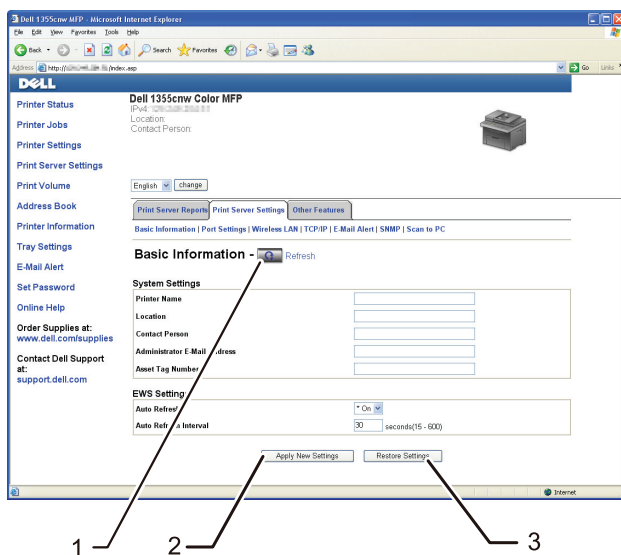 Dell 1355cnw MFP - Microsoft Internet Explorer
File Edit View Favorites Tools Help
Back Search Favorites
Address http:// /index.asp Go Links
DELL
Printer Status
Printer Jobs
Printer Settings
Print Server Settings
Print Volume
Address Book
Printer Information
Tray Settings
E-Mail Alert
Set Password
Online Help
Order Supplies at:
www.dell.com/supplies
Contact Dell Support
at:
support.dell.com
Dell 1355cnw Color MFP
IPv4:
Location:
Contact Person:
English change
Print Server Reports Print Server Settings Other Features
Basic Information | Port Settings | Wireless LAN | TCP/IP | E-Mail Alert | SNMP | Scan to PC
Basic Information - Refresh
System Settings
Printer Name
Location
Contact Person
Administrator E-Mail Address
Asset Tag Number
EWS Settings
Auto Refresh * On
Auto Refresh Interval 30 seconds(15 - 600)
Apply New Settings Restore Settings
Internet
1 2 3